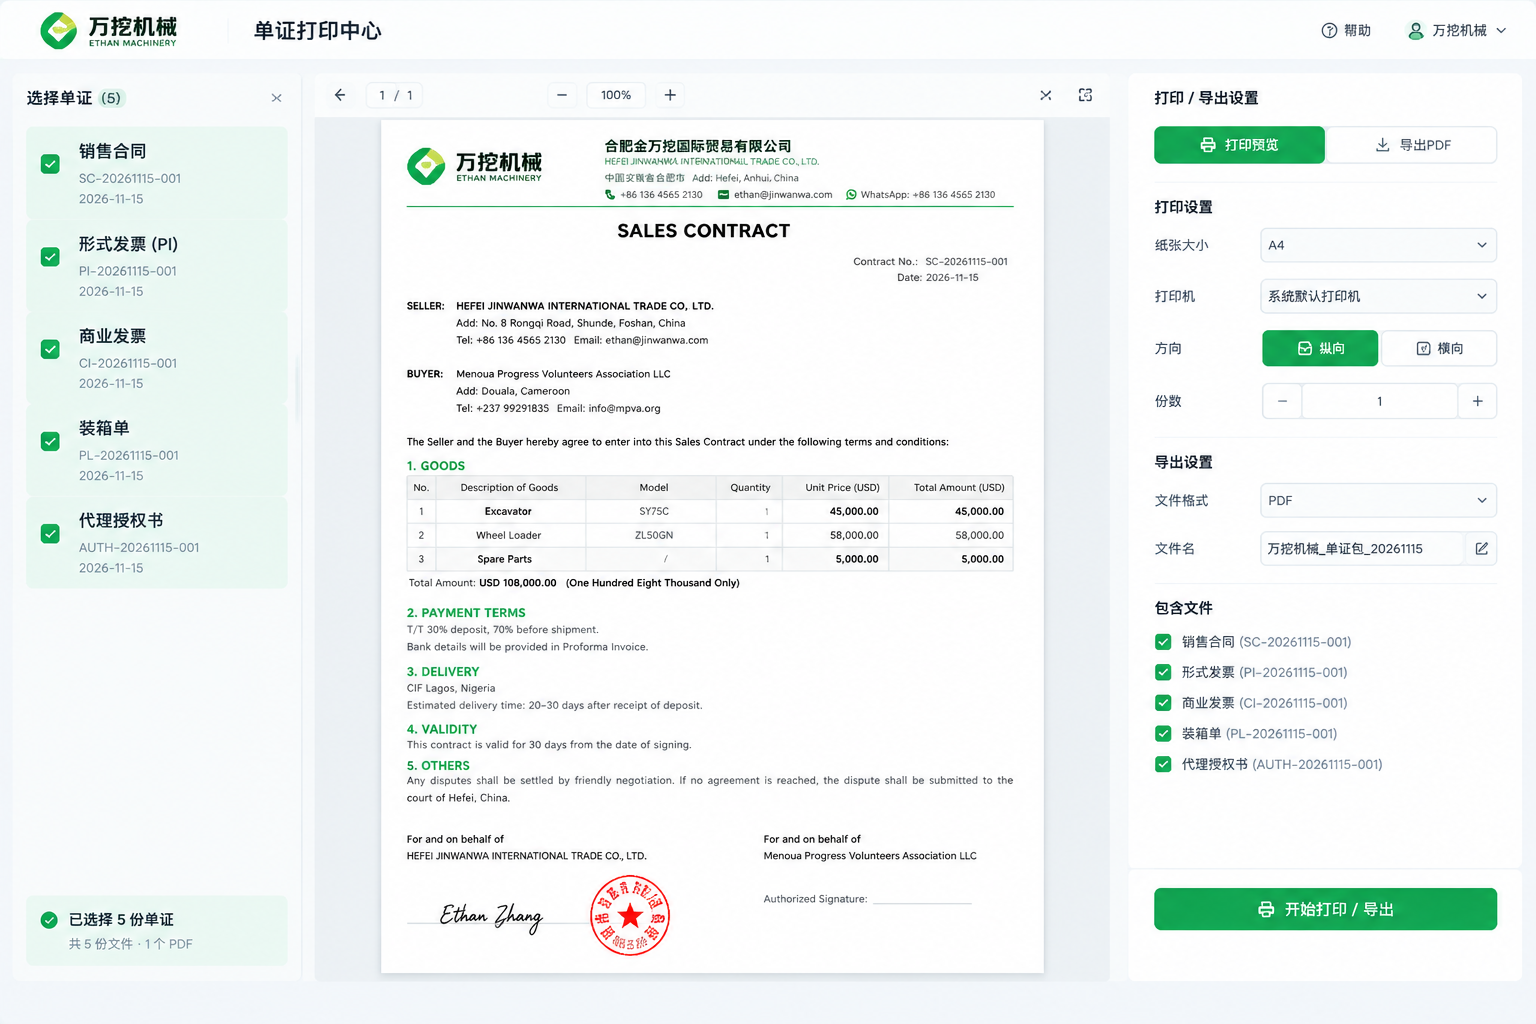 万挖机械
ETHAN MACHINERY
单证打印中心
帮助
万挖机械
选择单证 (5)
销售合同
SC-20261115-001
2026-11-15
形式发票 (PI)
PI-20261115-001
2026-11-15
商业发票
CI-20261115-001
2026-11-15
装箱单
PL-20261115-001
2026-11-15
代理授权书
AUTH-20261115-001
2026-11-15
已选择 5 份单证
共 5 份文件 · 1 个 PDF
1 / 1
100%
万挖机械
ETHAN MACHINERY
合肥金万挖国际贸易有限公司
HEFEI JINWANWA INTERNATIONAL TRADE CO., LTD.
Add: Hefei, Anhui, China
+86 136 4565 2130 ethan@jinwanwa.com WhatsApp: +86 136 4565 2130
SALES CONTRACT
Contract No.: SC-20261115-001
Date: 2026-11-15
SELLER: HEFEI JINWANWA INTERNATIONAL TRADE CO, LTD.
Add: No. 8 Rongqi Road, Shunde, Foshan, China
Tel: +86 136 4565 2130 Email: ethan@jinwanwa.com
BUYER: Menoua Progress Volunteers Association LLC
Add: Douala, Cameroon
Tel: +237 99291835 Email: info@mpva.org
The Seller and the Buyer hereby agree to enter into this Sales Contract under the following terms and conditions:
1. GOODS
No. Description of Goods Model Quantity Unit Price (USD) Total Amount (USD)
1 Excavator SY75C 1 45,000.00 45,000.00
2 Wheel Loader ZL50GN 1 58,000.00 58,000.00
3 Spare Parts / 1 5,000.00 5,000.00
Total Amount: USD 108,000.00 (One Hundred Eight Thousand Only)
2. PAYMENT TERMS
T/T 30% deposit, 70% before shipment.
Bank details will be provided in Proforma Invoice.
3. DELIVERY
CIF Lagos, Nigeria
Estimated delivery time: 20-30 days after receipt of deposit.
4. VALIDITY
This contract is valid for 30 days from the date of signing.
5. OTHERS
Any disputes shall be settled by friendly negotiation. If no agreement is reached, the dispute shall be submitted to the
court of Hefei, China.
For and on behalf of
HEFEI JINWANWA INTERNATIONAL TRADE CO., LTD.
Ethan Zhang
For and on behalf of
Menoua Progress Volunteers Association LLC
Authorized Signature:
打印 / 导出设置
打印预览
导出PDF
打印设置
纸张大小 A4
打印机 系统默认打印机
方向 纵向 横向
份数 − 1 +
导出设置
文件格式 PDF
文件名 万挖机械_单证包_20261115
包含文件
销售合同 (SC-20261115-001)
形式发票 (PI-20261115-001)
商业发票 (CI-20261115-001)
装箱单 (PL-20261115-001)
代理授权书 (AUTH-20261115-001)
开始打印 / 导出